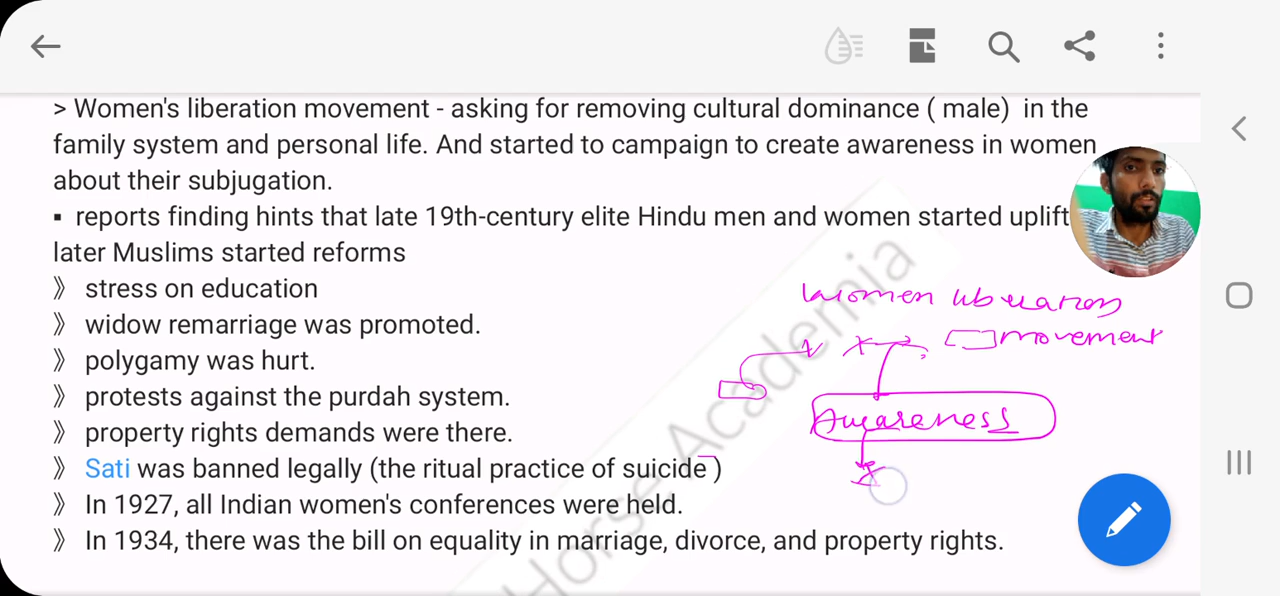 > Women's liberation movement - asking for removing cultural dominance ( male) in the
family system and personal life. And started to campaign to create awareness in women
about their subjugation.
▪ reports finding hints that late 19th-century elite Hindu men and women started uplift
later Muslims started reforms
》 stress on education
》 widow remarriage was promoted.
》 polygamy was hurt.
》 protests against the purdah system.
》 property rights demands were there.
》 Sati was banned legally (the ritual practice of suicide )
》 In 1927, all Indian women's conferences were held.
》 In 1934, there was the bill on equality in marriage, divorce, and property rights.
Women liberation
movement
Awareness
Horse Academia